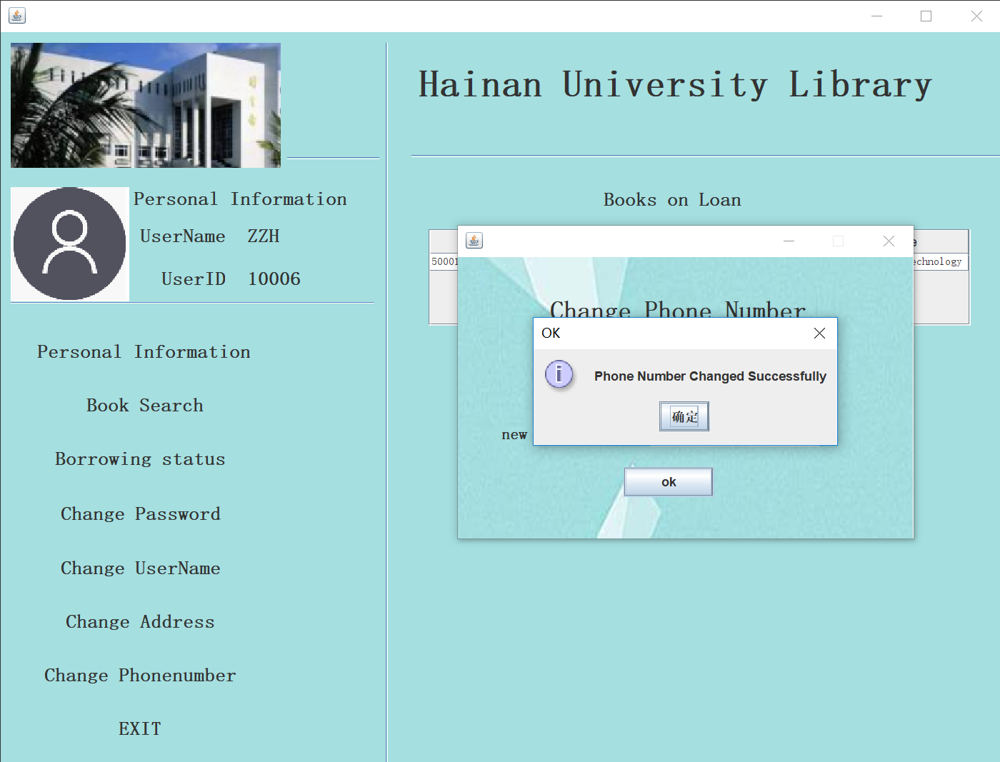 Hainan University Library
Personal Information
UserName ZZH
UserID 10006
Personal Information
Book Search
Borrowing status
Change Password
Change UserName
Change Address
Change Phonenumber
EXIT
Books on Loan
e
50001
echnology
Change Phone Number
OK
Phone Number Changed Successfully
确定
new
ok